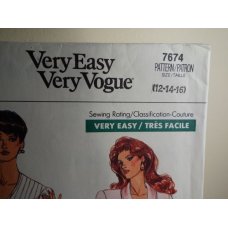 Very Easy
Very Vogue®
7674
PATTERN/PATRON
SIZE/TAILLE
(12-14-16)
Sewing Rating/Classification-Couture
VERY EASY/TRÈS FACILE